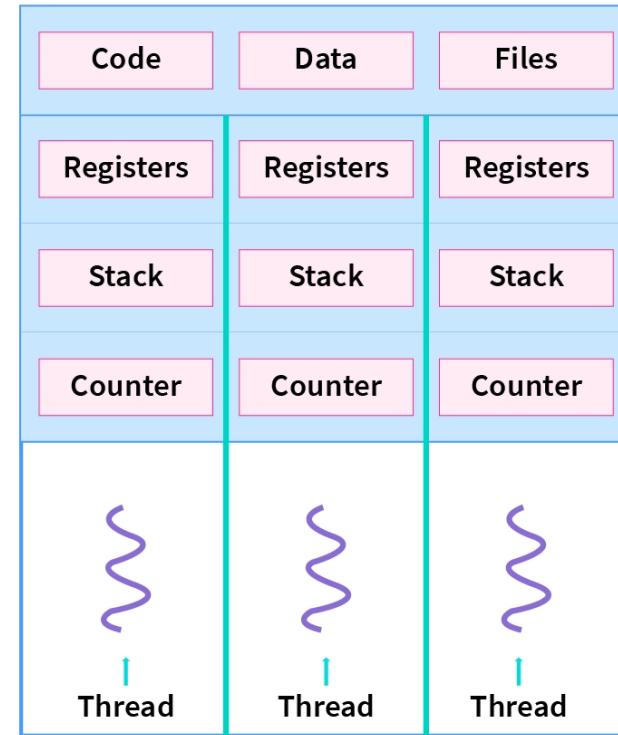 Code Data Files
Registers Registers Registers
Stack Stack Stack
Counter Counter Counter
Thread Thread Thread